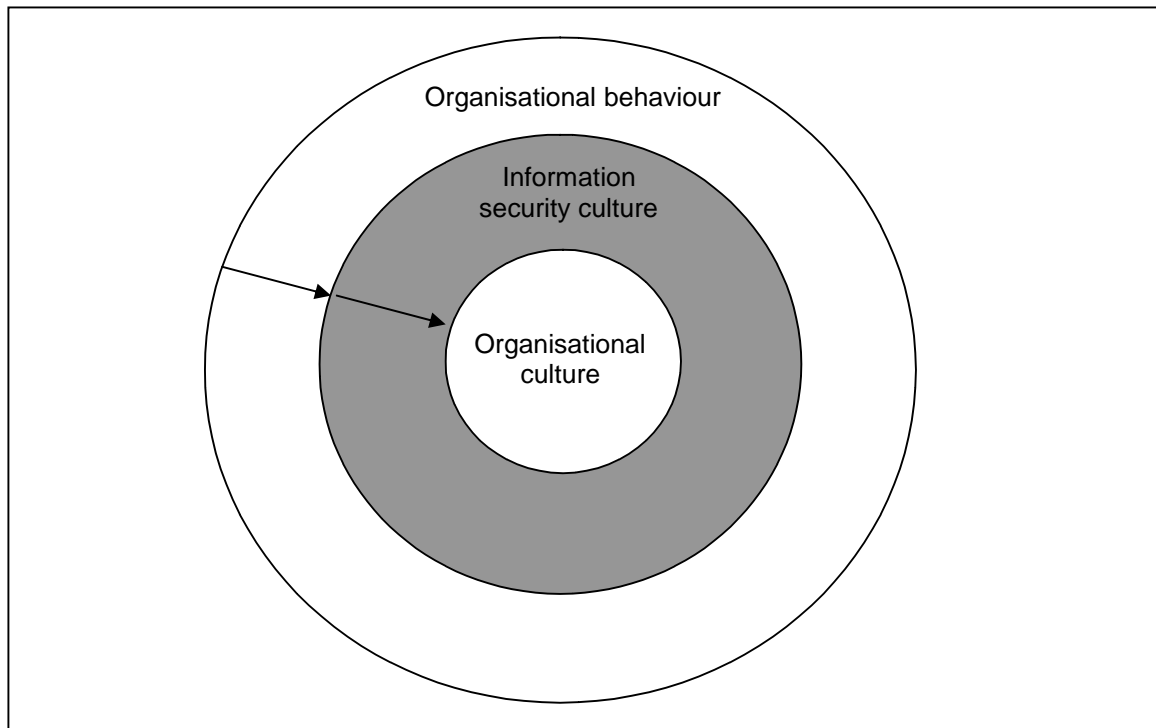 Organisational behaviour
Information
security culture
Organisational
culture